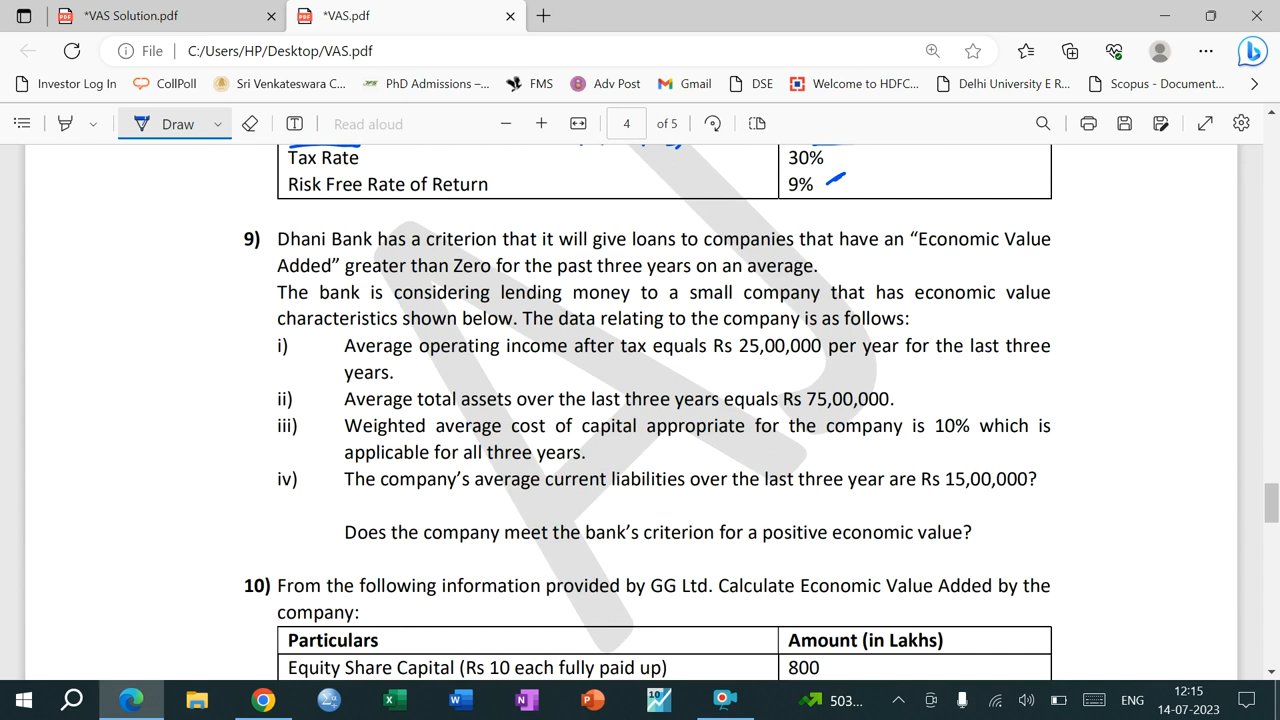 *VAS Solution.pdf
*VAS.pdf
File C:/Users/HP/Desktop/VAS.pdf
Investor Log In CollPoll Sri Venkateswara C... PhD Admissions –... FMS Adv Post Gmail DSE Welcome to HDFC... Delhi University E R... Scopus - Document...
Draw Read aloud 4 of 5
Tax Rate 30%
Risk Free Rate of Return 9%
9) Dhani Bank has a criterion that it will give loans to companies that have an “Economic Value
Added” greater than Zero for the past three years on an average.
The bank is considering lending money to a small company that has economic value
characteristics shown below. The data relating to the company is as follows:
i) Average operating income after tax equals Rs 25,00,000 per year for the last three
years.
ii) Average total assets over the last three years equals Rs 75,00,000.
iii) Weighted average cost of capital appropriate for the company is 10% which is
applicable for all three years.
iv) The company’s average current liabilities over the last three year are Rs 15,00,000?
Does the company meet the bank’s criterion for a positive economic value?
10) From the following information provided by GG Ltd. Calculate Economic Value Added by the
company:
Particulars Amount (in Lakhs)
Equity Share Capital (Rs 10 each fully paid up) 800
503... ENG 12:15
14-07-2023